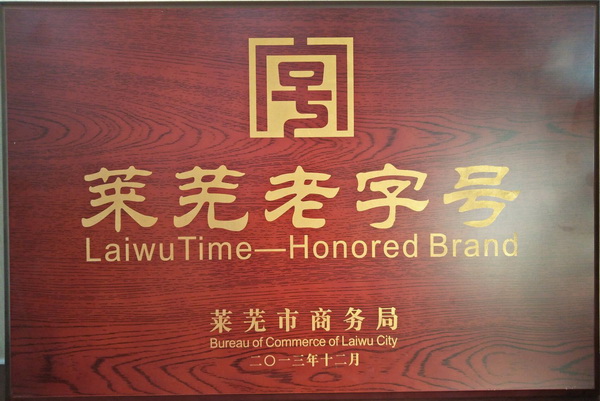 莱芜老字号
LaiwuTime—Honored Brand
莱芜市商务局
Bureau of Commerce of Laiwu City
二〇一三年十二月